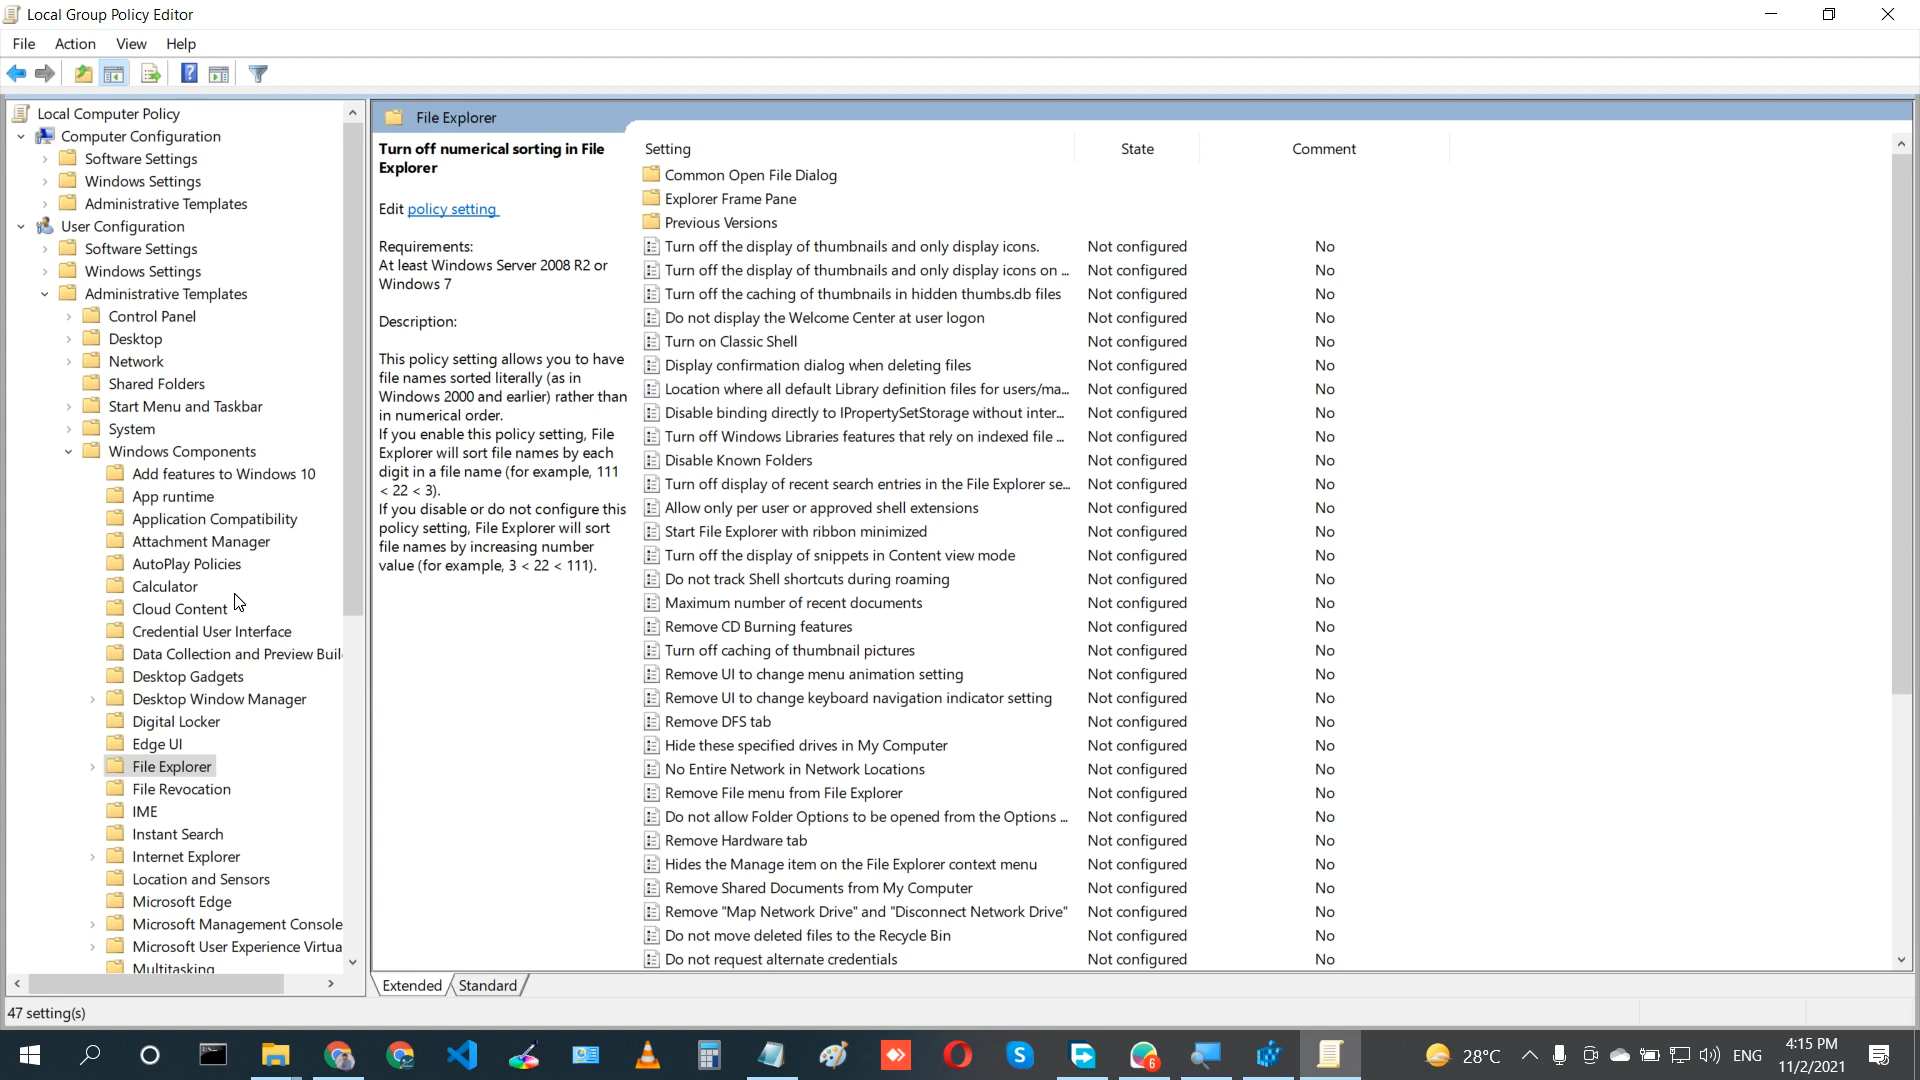 Local Group Policy Editor
File Action View Help
Local Computer Policy
Computer Configuration
Software Settings
Windows Settings
Administrative Templates
User Configuration
Software Settings
Windows Settings
Administrative Templates
Control Panel
Desktop
Network
Shared Folders
Start Menu and Taskbar
System
Windows Components
Add features to Windows 10
App runtime
Application Compatibility
Attachment Manager
AutoPlay Policies
Calculator
Cloud Content
Credential User Interface
Data Collection and Preview Buil
Desktop Gadgets
Desktop Window Manager
Digital Locker
Edge UI
File Explorer
File Revocation
IME
Instant Search
Internet Explorer
Location and Sensors
Microsoft Edge
Microsoft Management Console
Microsoft User Experience Virtua
Multitasking
File Explorer
Turn off numerical sorting in File
Explorer
Edit policy setting
Requirements:
At least Windows Server 2008 R2 or
Windows 7
Description:
This policy setting allows you to have
file names sorted literally (as in
Windows 2000 and earlier) rather than
in numerical order.
If you enable this policy setting, File
Explorer will sort file names by each
digit in a file name (for example, 111
< 22 < 3).
If you disable or do not configure this
policy setting, File Explorer will sort
file names by increasing number
value (for example, 3 < 22 < 111).
Setting State Comment
Common Open File Dialog
Explorer Frame Pane
Previous Versions
Turn off the display of thumbnails and only display icons. Not configured No
Turn off the display of thumbnails and only display icons on ... Not configured No
Turn off the caching of thumbnails in hidden thumbs.db files Not configured No
Do not display the Welcome Center at user logon Not configured No
Turn on Classic Shell Not configured No
Display confirmation dialog when deleting files Not configured No
Location where all default Library definition files for users/ma... Not configured No
Disable binding directly to IPropertySetStorage without inter... Not configured No
Turn off Windows Libraries features that rely on indexed file ... Not configured No
Disable Known Folders Not configured No
Turn off display of recent search entries in the File Explorer se... Not configured No
Allow only per user or approved shell extensions Not configured No
Start File Explorer with ribbon minimized Not configured No
Turn off the display of snippets in Content view mode Not configured No
Do not track Shell shortcuts during roaming Not configured No
Maximum number of recent documents Not configured No
Remove CD Burning features Not configured No
Turn off caching of thumbnail pictures Not configured No
Remove UI to change menu animation setting Not configured No
Remove UI to change keyboard navigation indicator setting Not configured No
Remove DFS tab Not configured No
Hide these specified drives in My Computer Not configured No
No Entire Network in Network Locations Not configured No
Remove File menu from File Explorer Not configured No
Do not allow Folder Options to be opened from the Options ... Not configured No
Remove Hardware tab Not configured No
Hides the Manage item on the File Explorer context menu Not configured No
Remove Shared Documents from My Computer Not configured No
Remove "Map Network Drive" and "Disconnect Network Drive" Not configured No
Do not move deleted files to the Recycle Bin Not configured No
Do not request alternate credentials Not configured No
Extended Standard
47 setting(s)
6
28°C
ENG
4:15 PM
11/2/2021